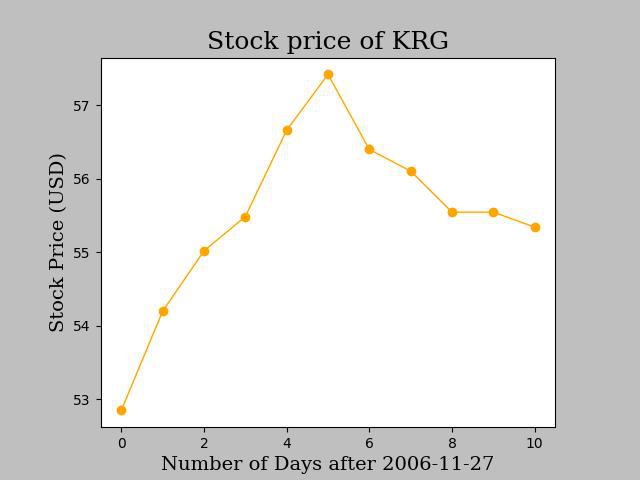 Stock price of KRG
Stock Price (USD)
57
56
55
54
53
0 2 4 6 8 10
Number of Days after 2006-11-27